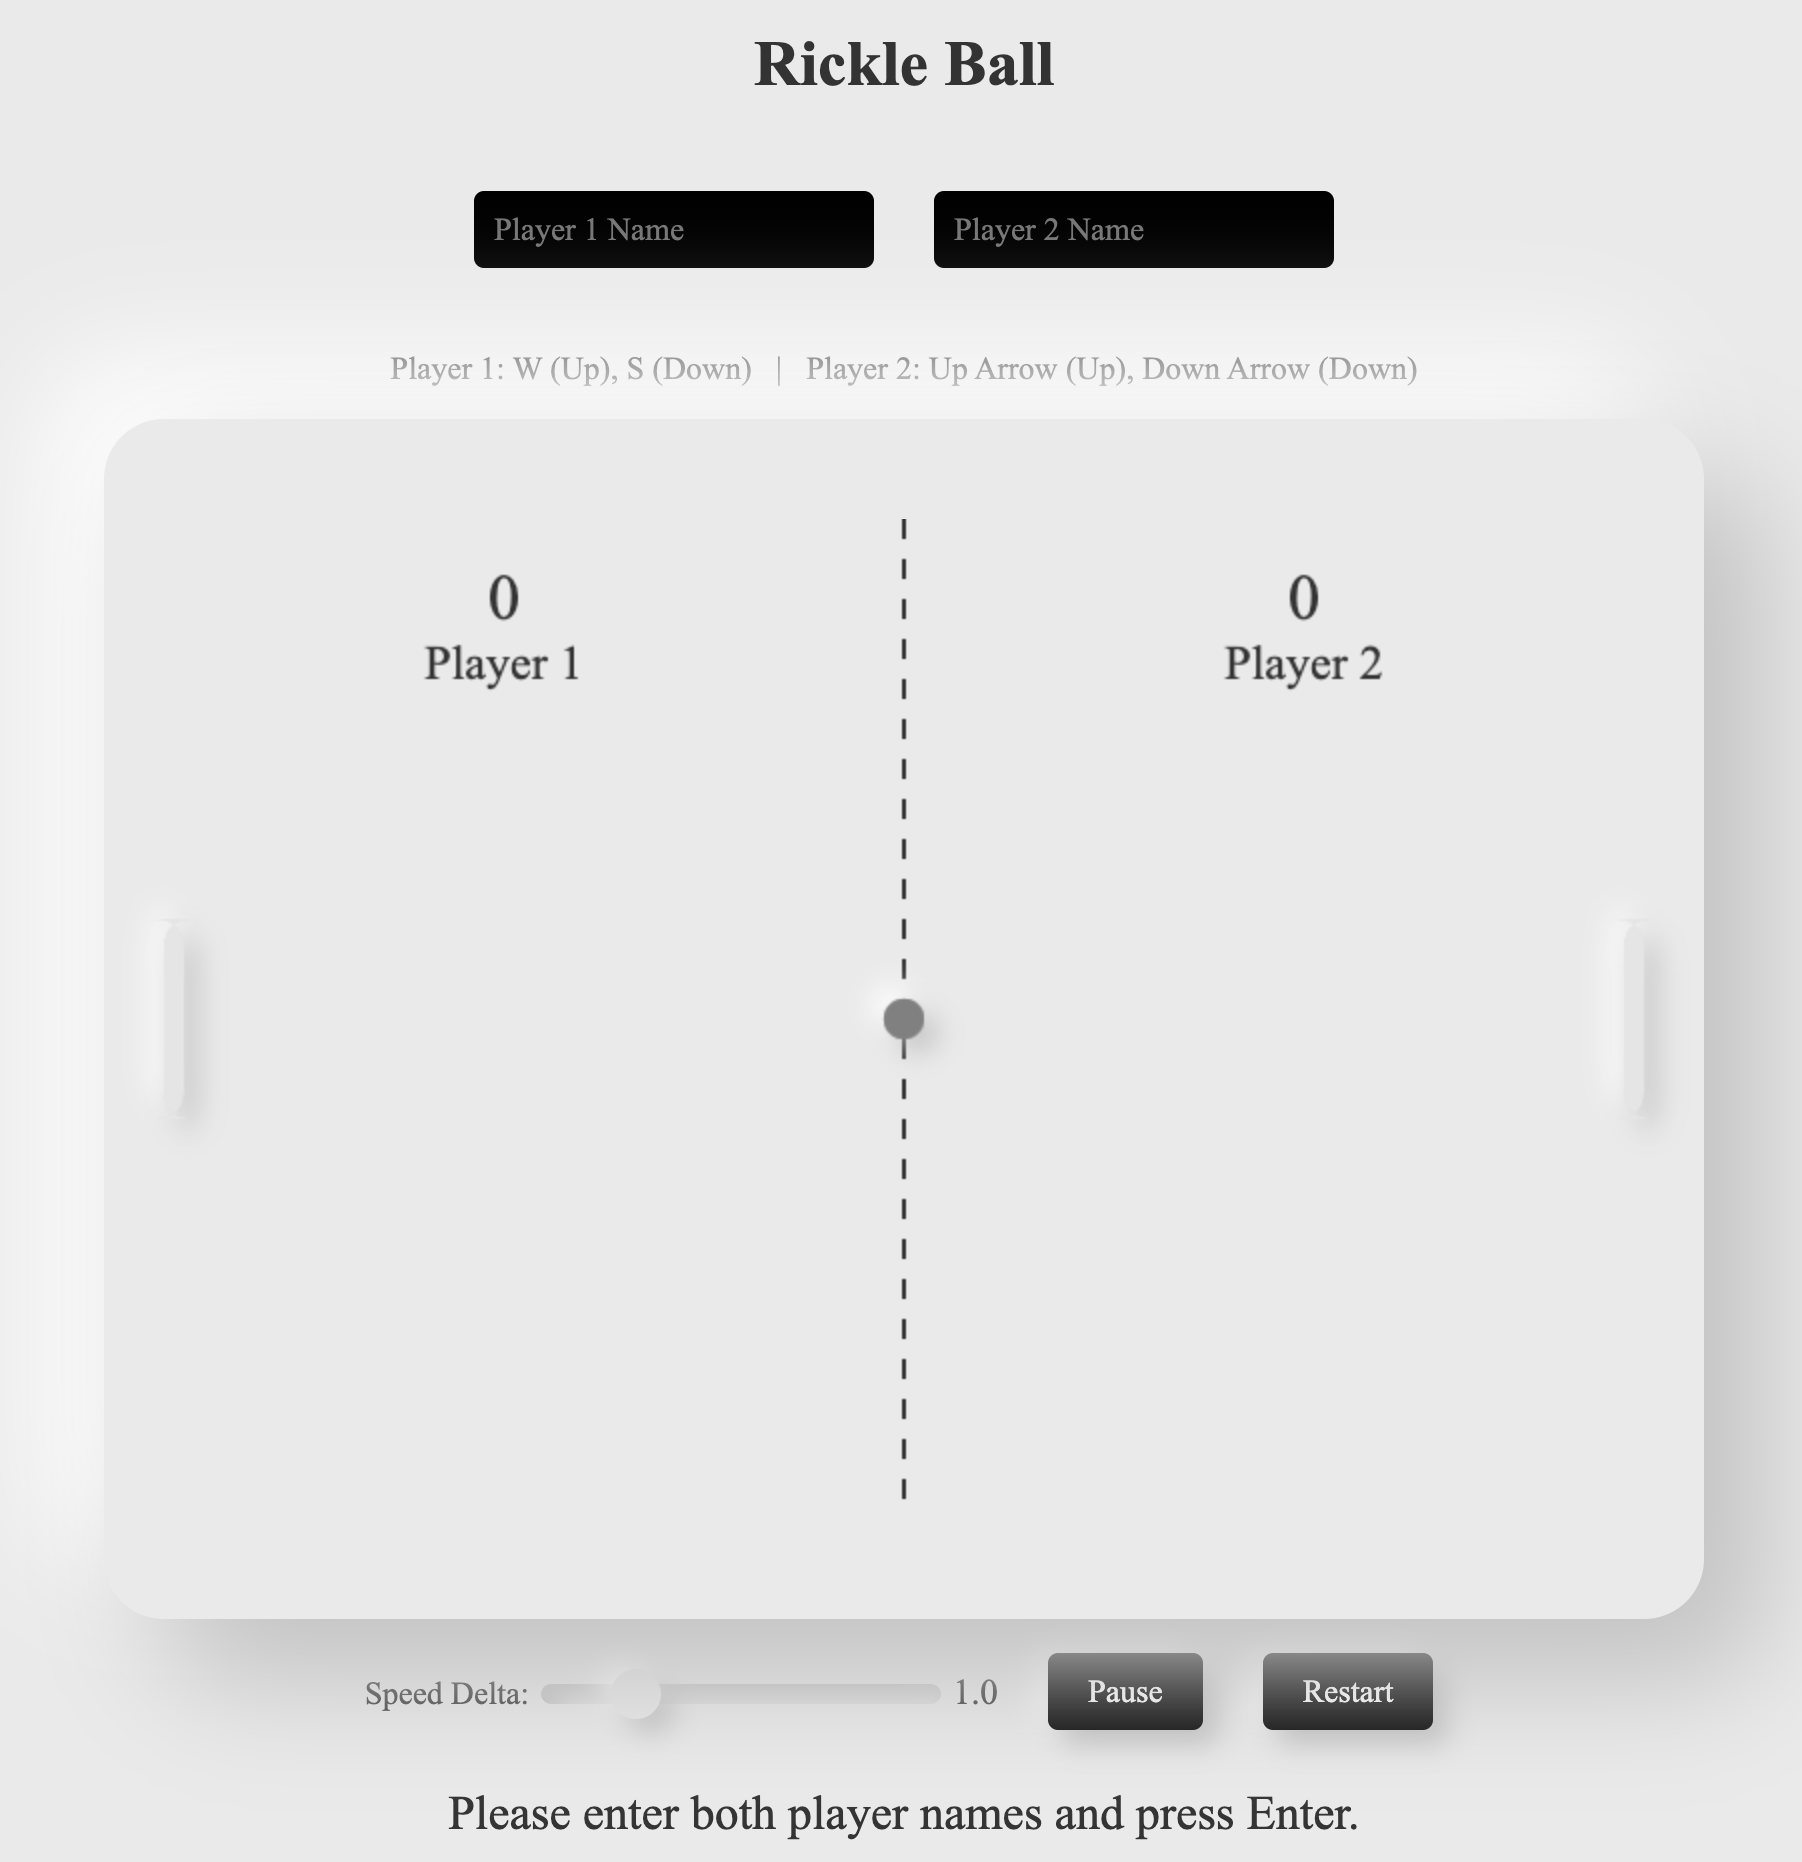 Rickle Ball
Player 1 Name
Player 2 Name
Player 1: W (Up), S (Down) | Player 2: Up Arrow (Up), Down Arrow (Down)
0
Player 1
0
Player 2
Speed Delta: 1.0
Pause
Restart
Please enter both player names and press Enter.